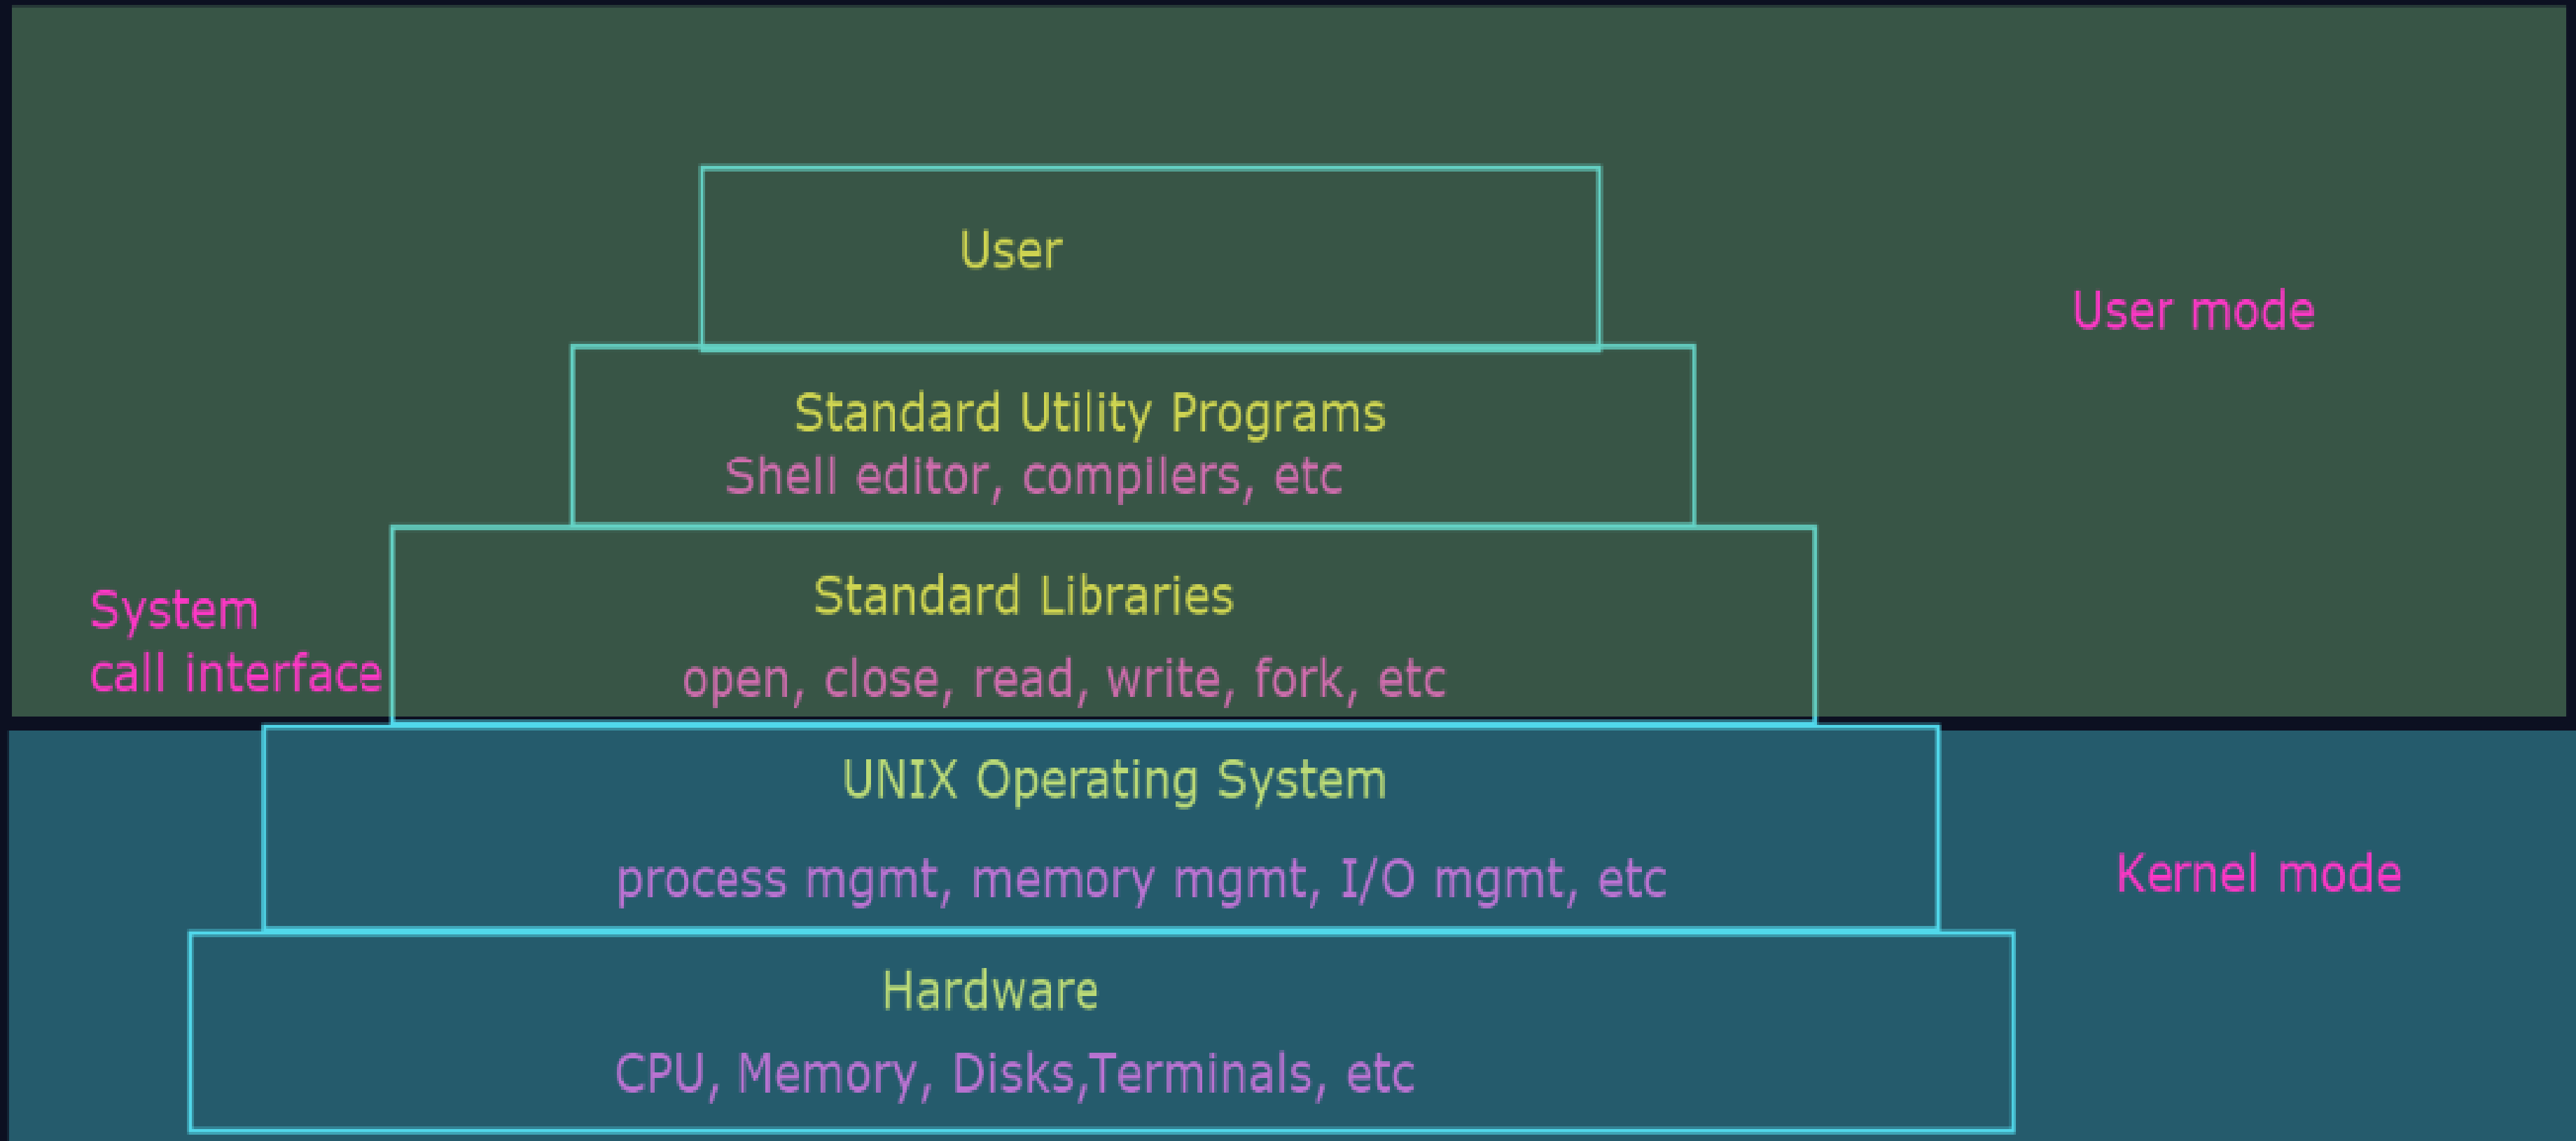 User
User mode
Standard Utility Programs
Shell editor, compilers, etc
Standard Libraries
System
call interface
open, close, read, write, fork, etc
UNIX Operating System
process mgmt, memory mgmt, I/O mgmt, etc
Kernel mode
Hardware
CPU, Memory, Disks,Terminals, etc